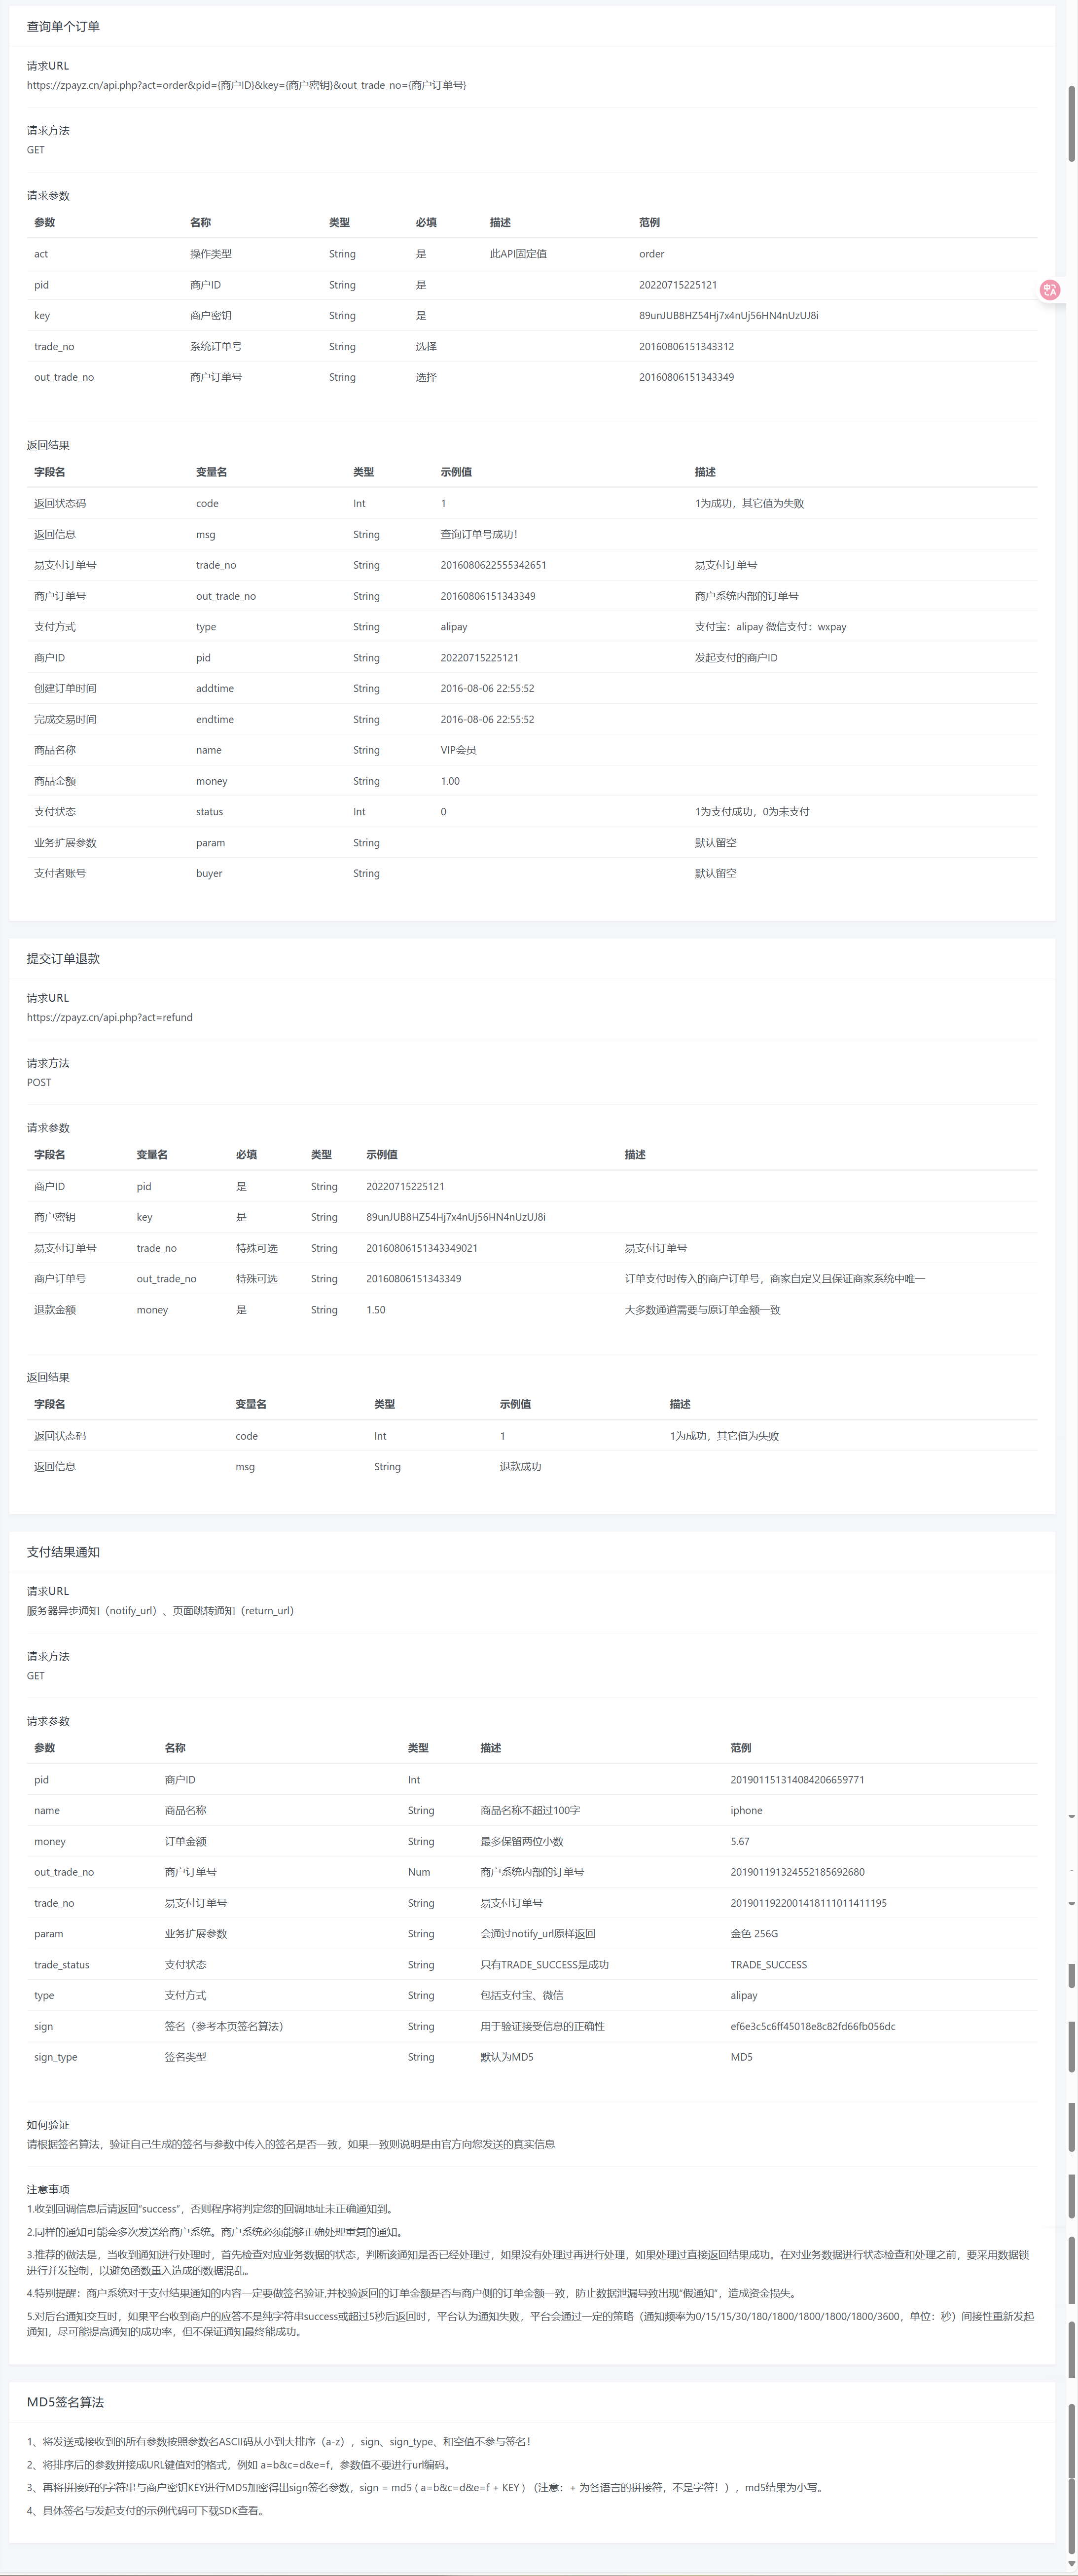 查询单个订单
请求URL
https://zpayz.cn/api.php?act=order&pid={商户ID}&key={商户密钥}&out_trade_no={商户订单号}
请求方法
GET
请求参数
参数 名称 类型 必填 描述 范例
act 操作类型 String 是 此API固定值 order
pid 商户ID String 是 20220715225121
key 商户密钥 String 是 89unJUB8HZ54Hj7x4nUj56HN4nUzUJ8i
trade_no 系统订单号 String 选择 20160806151343312
out_trade_no 商户订单号 String 选择 20160806151343349
返回结果
字段名 变量名 类型 示例值 描述
返回状态码 code Int 1 1为成功，其它值为失败
返回信息 msg String 查询订单号成功！
易支付订单号 trade_no String 2016080622555342651 易支付订单号
商户订单号 out_trade_no String 20160806151343349 商户系统内部的订单号
支付方式 type String alipay 支付宝：alipay 微信支付：wxpay
商户ID pid String 20220715225121 发起支付的商户ID
创建订单时间 addtime String 2016-08-06 22:55:52
完成交易时间 endtime String 2016-08-06 22:55:52
商品名称 name String VIP会员
商品金额 money String 1.00
支付状态 status Int 0 1为支付成功，0为未支付
业务扩展参数 param String 默认留空
支付者账号 buyer String 默认留空
提交订单退款
请求URL
https://zpayz.cn/api.php?act=refund
请求方法
POST
请求参数
字段名 变量名 必填 类型 示例值 描述
商户ID pid 是 String 20220715225121
商户密钥 key 是 String 89unJUB8HZ54Hj7x4nUj56HN4nUzUJ8i
易支付订单号 trade_no 特殊可选 String 20160806151343349021 易支付订单号
商户订单号 out_trade_no 特殊可选 String 20160806151343349 订单支付时传入的商户订单号，商家自定义且保证商家系统中唯一
退款金额 money 是 String 1.50 大多数通道需要与原订单金额一致
返回结果
字段名 变量名 类型 示例值 描述
返回状态码 code Int 1 1为成功，其它值为失败
返回信息 msg String 退款成功
支付结果通知
请求URL
服务器异步通知（notify_url）、页面跳转通知（return_url）
请求方法
GET
请求参数
参数 名称 类型 描述 范例
pid 商户ID Int 201901151314084206659771
name 商品名称 String 商品名称不超过100字 iphone
money 订单金额 String 最多保留两位小数 5.67
out_trade_no 商户订单号 Num 商户系统内部的订单号 201901191324552185692680
trade_no 易支付订单号 String 易支付订单号 2019011922001418111011411195
param 业务扩展参数 String 会通过notify_url原样返回 金色 256G
trade_status 支付状态 String 只有TRADE_SUCCESS是成功 TRADE_SUCCESS
type 支付方式 String 包括支付宝、微信 alipay
sign 签名（参考本页签名算法） String 用于验证接受信息的正确性 ef6e3c5c6ff45018e8c82fd66fb056dc
sign_type 签名类型 String 默认为MD5 MD5
如何验证
请根据签名算法，验证自己生成的签名与参数中传入的签名是否一致，如果一致则说明是由官方向您发送的真实信息
注意事项
1.收到回调信息后请返回“success”，否则程序将判定您的回调地址未正确通知到。
2.同样的通知可能会多次发送给商户系统。商户系统必须能够正确处理重复的通知。
3.推荐的做法是，当收到通知进行处理时，首先检查对应业务数据的状态，判断该通知是否已经处理过，如果没有处理过再进行处理，如果处理过直接返回结果成功。在对业务数据进行状态检查和处理之前，要采用数据锁
进行并发控制，以避免函数重入造成的数据混乱。
4.特别提醒：商户系统对于支付结果通知的内容一定要做签名验证,并校验返回的订单金额是否与商户侧的订单金额一致，防止数据泄漏导致出现“假通知”，造成资金损失。
5.对后台通知交互时，如果平台收到商户的应答不是纯字符串success或超过5秒后返回时，平台认为通知失败，平台会通过一定的策略（通知频率为0/15/15/30/180/1800/1800/1800/1800/3600，单位：秒）间接性重新发起
通知，尽可能提高通知的成功率，但不保证通知最终能成功。
MD5签名算法
1、将发送或接收到的所有参数按照参数名ASCII码从小到大排序（a-z），sign、sign_type、和空值不参与签名！
2、将排序后的参数拼接成URL键值对的格式，例如 a=b&c=d&e=f，参数值不要进行url编码。
3、再将拼接好的字符串与商户密钥KEY进行MD5加密得出sign签名参数，sign = md5 ( a=b&c=d&e=f + KEY ) （注意：+ 为各语言的拼接符，不是字符！），md5结果为小写。
4、具体签名与发起支付的示例代码可下载SDK查看。